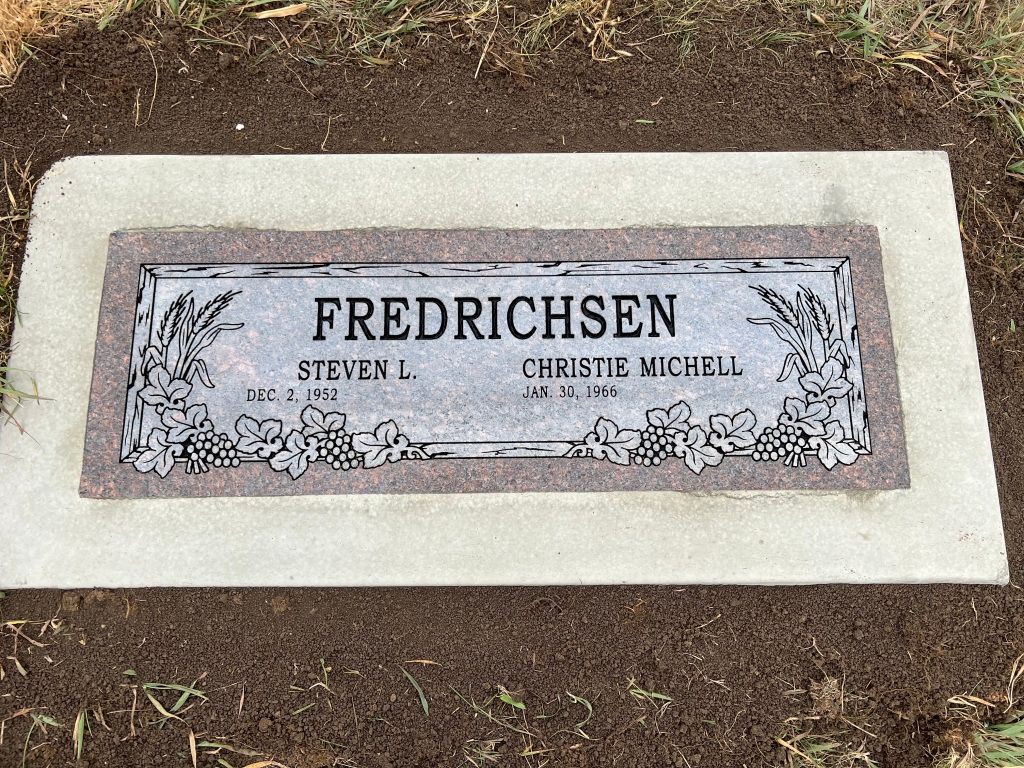 FREDRICHSEN
STEVEN L. CHRISTIE MICHELL
DEC. 2, 1952 JAN. 30, 1966